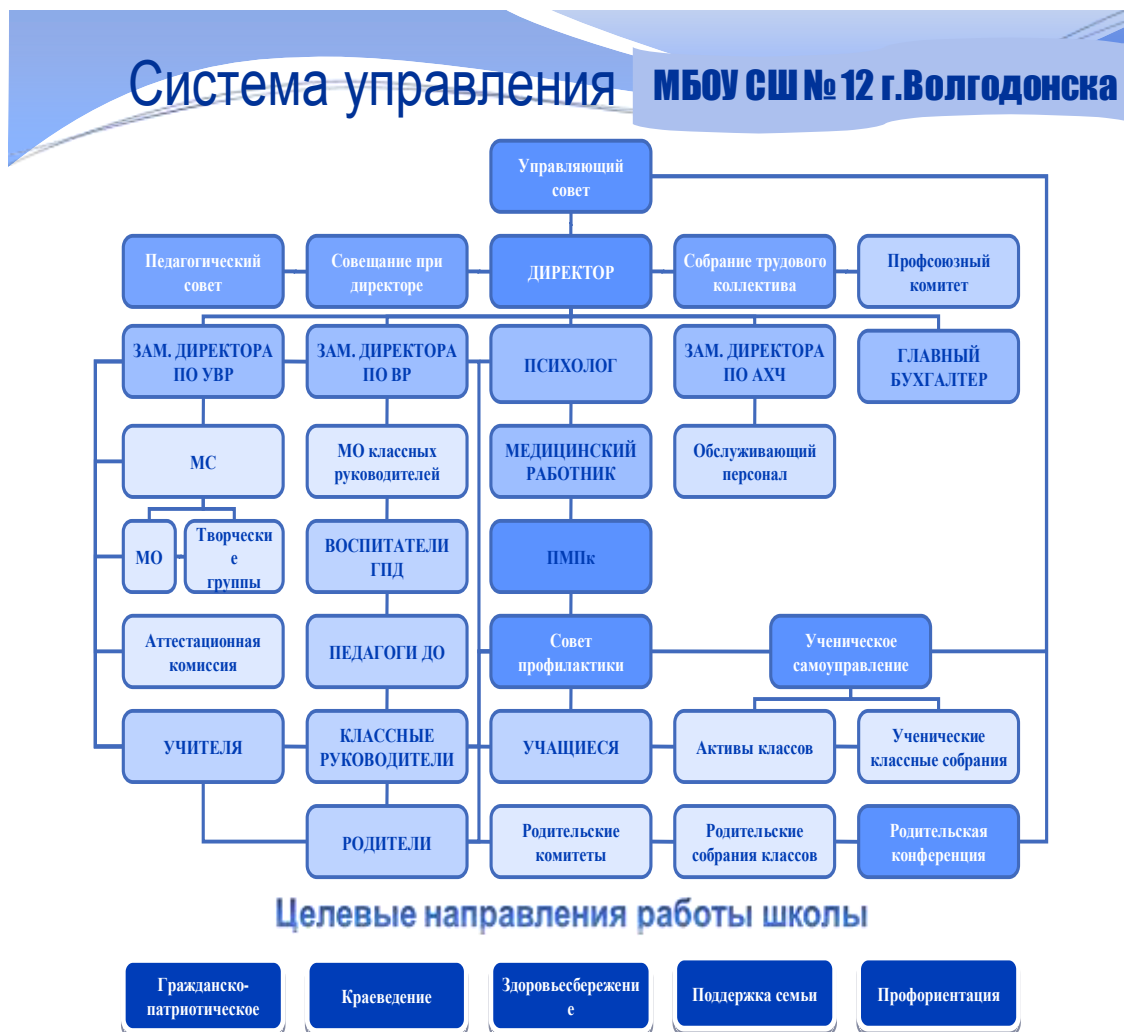 Система управления
МБОУ СШ № 12 г.Волгодонска
Управляющий
совет
Педагогический
совет
Совещание при
директоре
ДИРЕКТОР
Собрание трудового
коллектива
Профсоюзный
комитет
ЗАМ. ДИРЕКТОРА
ПО УВР
ЗАМ. ДИРЕКТОРА
ПО ВР
ПСИХОЛОГ
ЗАМ. ДИРЕКТОРА
ПО АХЧ
ГЛАВНЫЙ
БУХГАЛТЕР
МС
МО классных
руководителей
МЕДИЦИНСКИЙ
РАБОТНИК
Обслуживающий
персонал
МО
Творчески
е
группы
ВОСПИТАТЕЛИ
ГПД
ПМПк
Аттестационная
комиссия
ПЕДАГОГИ ДО
Совет
профилактики
Ученическое
самоуправление
УЧИТЕЛЯ
КЛАССНЫЕ
РУКОВОДИТЕЛИ
УЧАЩИЕСЯ
Активы классов
Ученические
классные собрания
РОДИТЕЛИ
Родительские
комитеты
Родительские
собрания классов
Родительская
конференция
Целевые направления работы школы
Гражданско-
патриотическое
Краеведение
Здоровьесбережени
е
Поддержка семьи
Профориентация